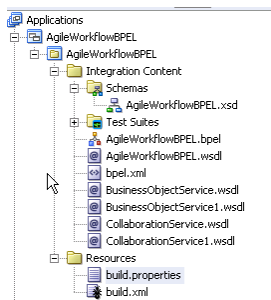 Applications
AgileWorkflowBPEL
AgileWorkflowBPEL
Integration Content
Schemas
AgileWorkflowBPEL.xsd
Test Suites
AgileWorkflowBPEL.bpel
AgileWorkflowBPEL.wsdl
bpel.xml
BusinessObjectService.wsdl
BusinessObjectService1.wsdl
CollaborationService.wsdl
CollaborationService1.wsdl
Resources
build.properties
build.xml